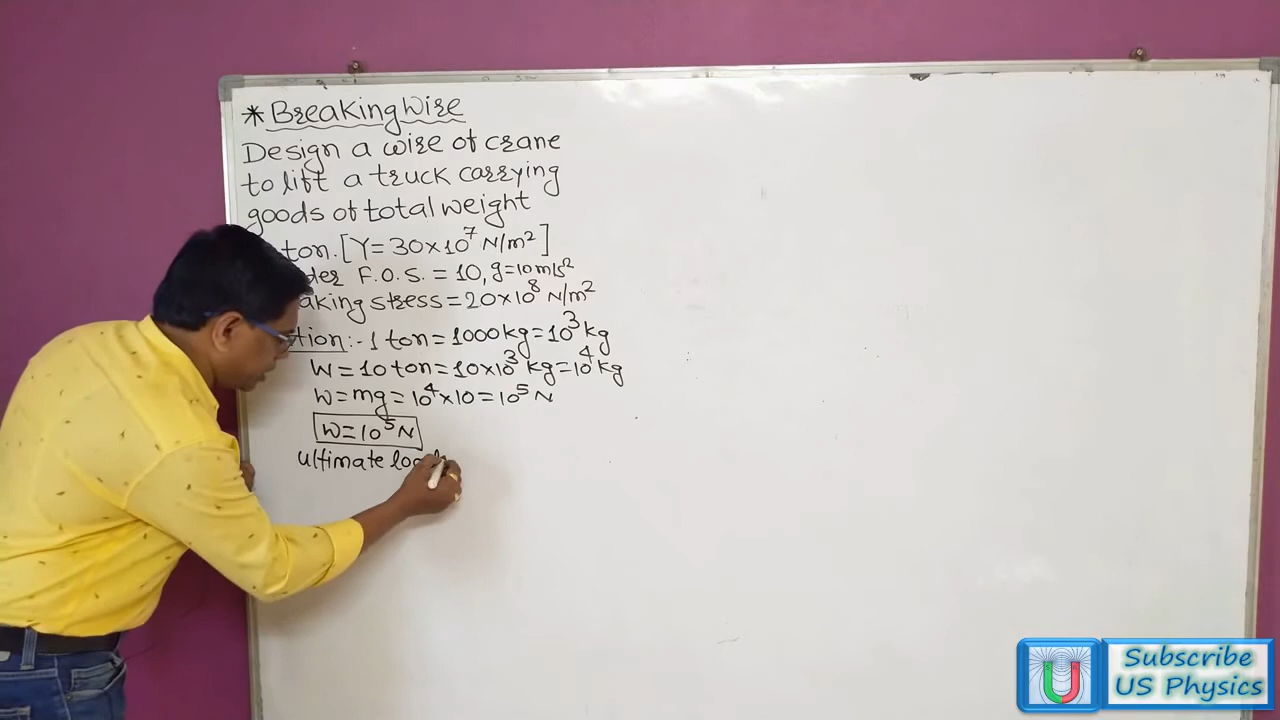 * Breaking Wire
Design a wire of crane
to lift a truck carrying
goods of total weight
ton. [Y = 30 × 10⁷ N/m²]
F.O.S. = 10, g = 10 m/s²
stress = 20 × 10⁸ N/m²
:- 1 ton = 1000 kg = 10³ kg
W = 10 ton = 10 × 10³ kg = 10⁴ kg
W = mg = 10⁴ × 10 = 10⁵ N
W = 10⁵ N
Ultimate
Subscribe
US Physics